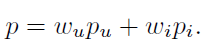 p = w_u p_u + w_i p_i.